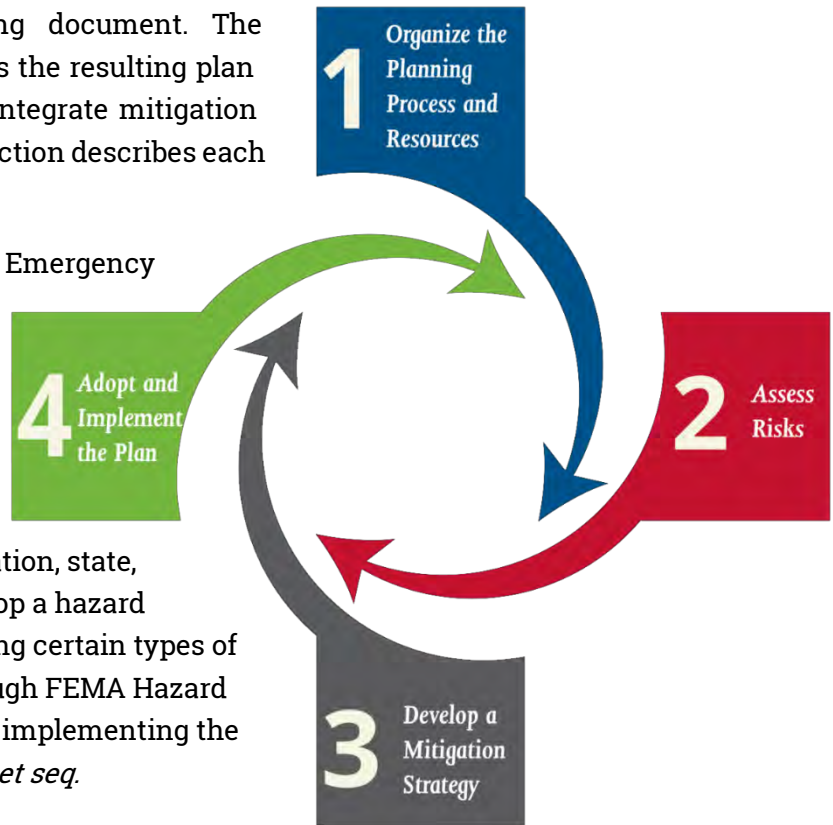 ng document. The
s the resulting plan
integrate mitigation
ction describes each
Emergency
ation, state,
op a hazard
ng certain types of
ugh FEMA Hazard
implementing the
et seq.
1
Organize the
Planning
Process and
Resources
2
Assess
Risks
3
Develop a
Mitigation
Strategy
4
Adopt and
Implement
the Plan